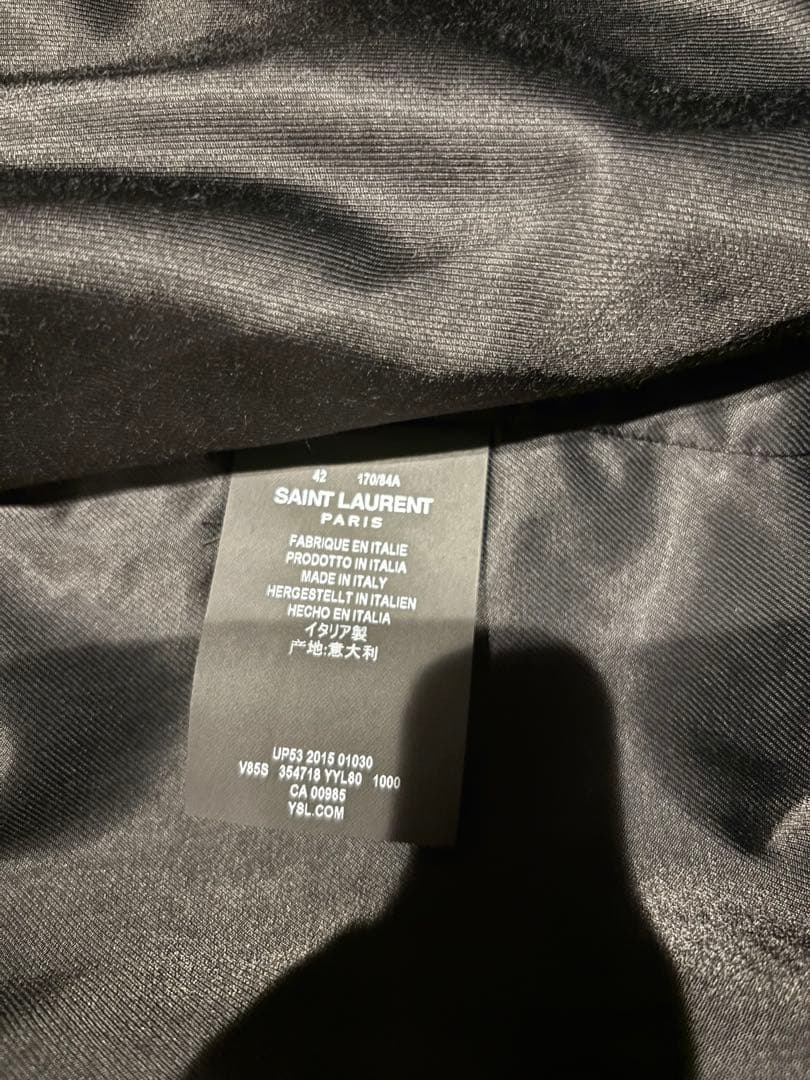 42 170/84A
SAINT LAURENT
PARIS
FABRIQUE EN ITALIE
PRODOTTO IN ITALIA
MADE IN ITALY
HERGESTELLT IN ITALIEN
HECHO EN ITALIA
イタリア製
产地:意大利
UP53 2015 01030
V85S 354718 YYL80 1000
CA 00985
YSL.COM